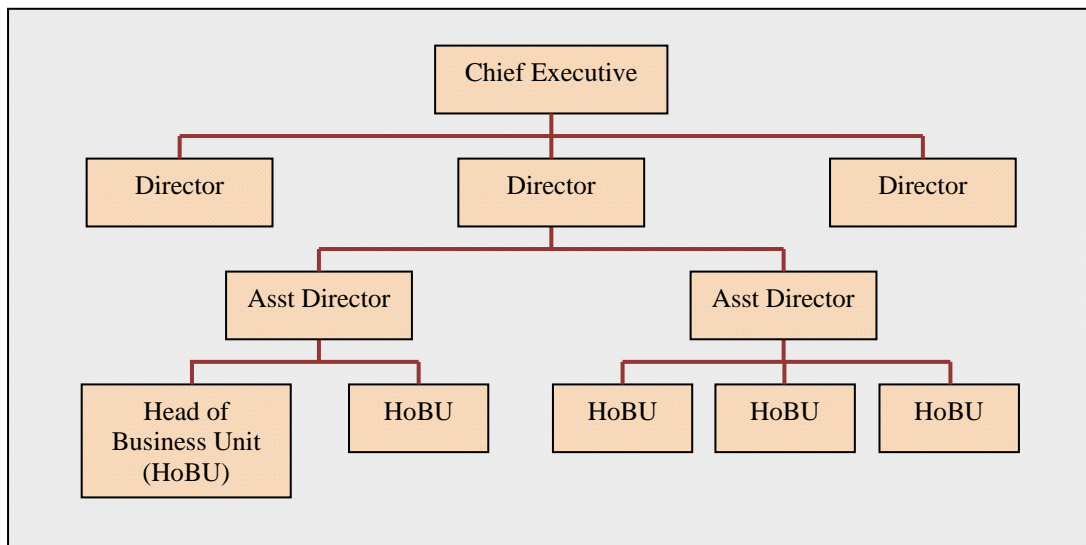 Chief Executive
Director
Director
Director
Asst Director
Asst Director
Head of
Business Unit
(HoBU)
HoBU
HoBU
HoBU
HoBU